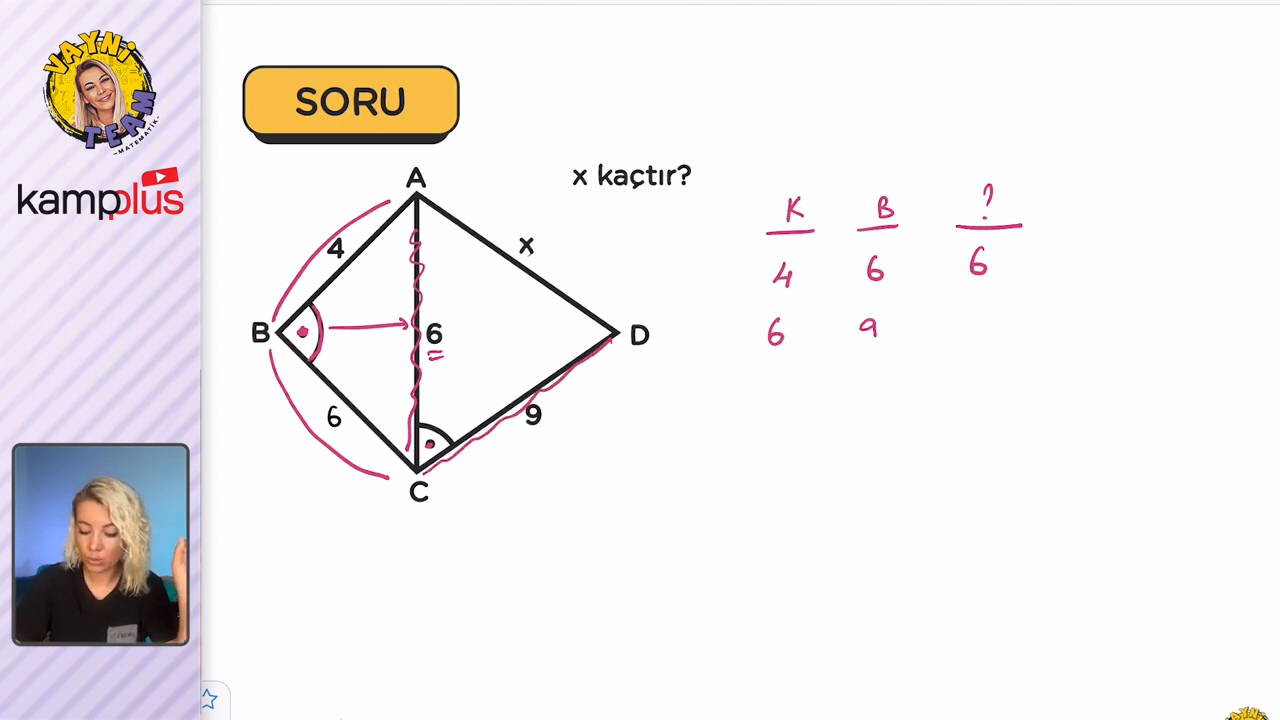 VAYNİ
TEAM
-MATEMATİK-
kampplus
SORU
x kaçtır?
A
4
x
B
6
D
6
9
C
K B ?
4 6 6
6 9